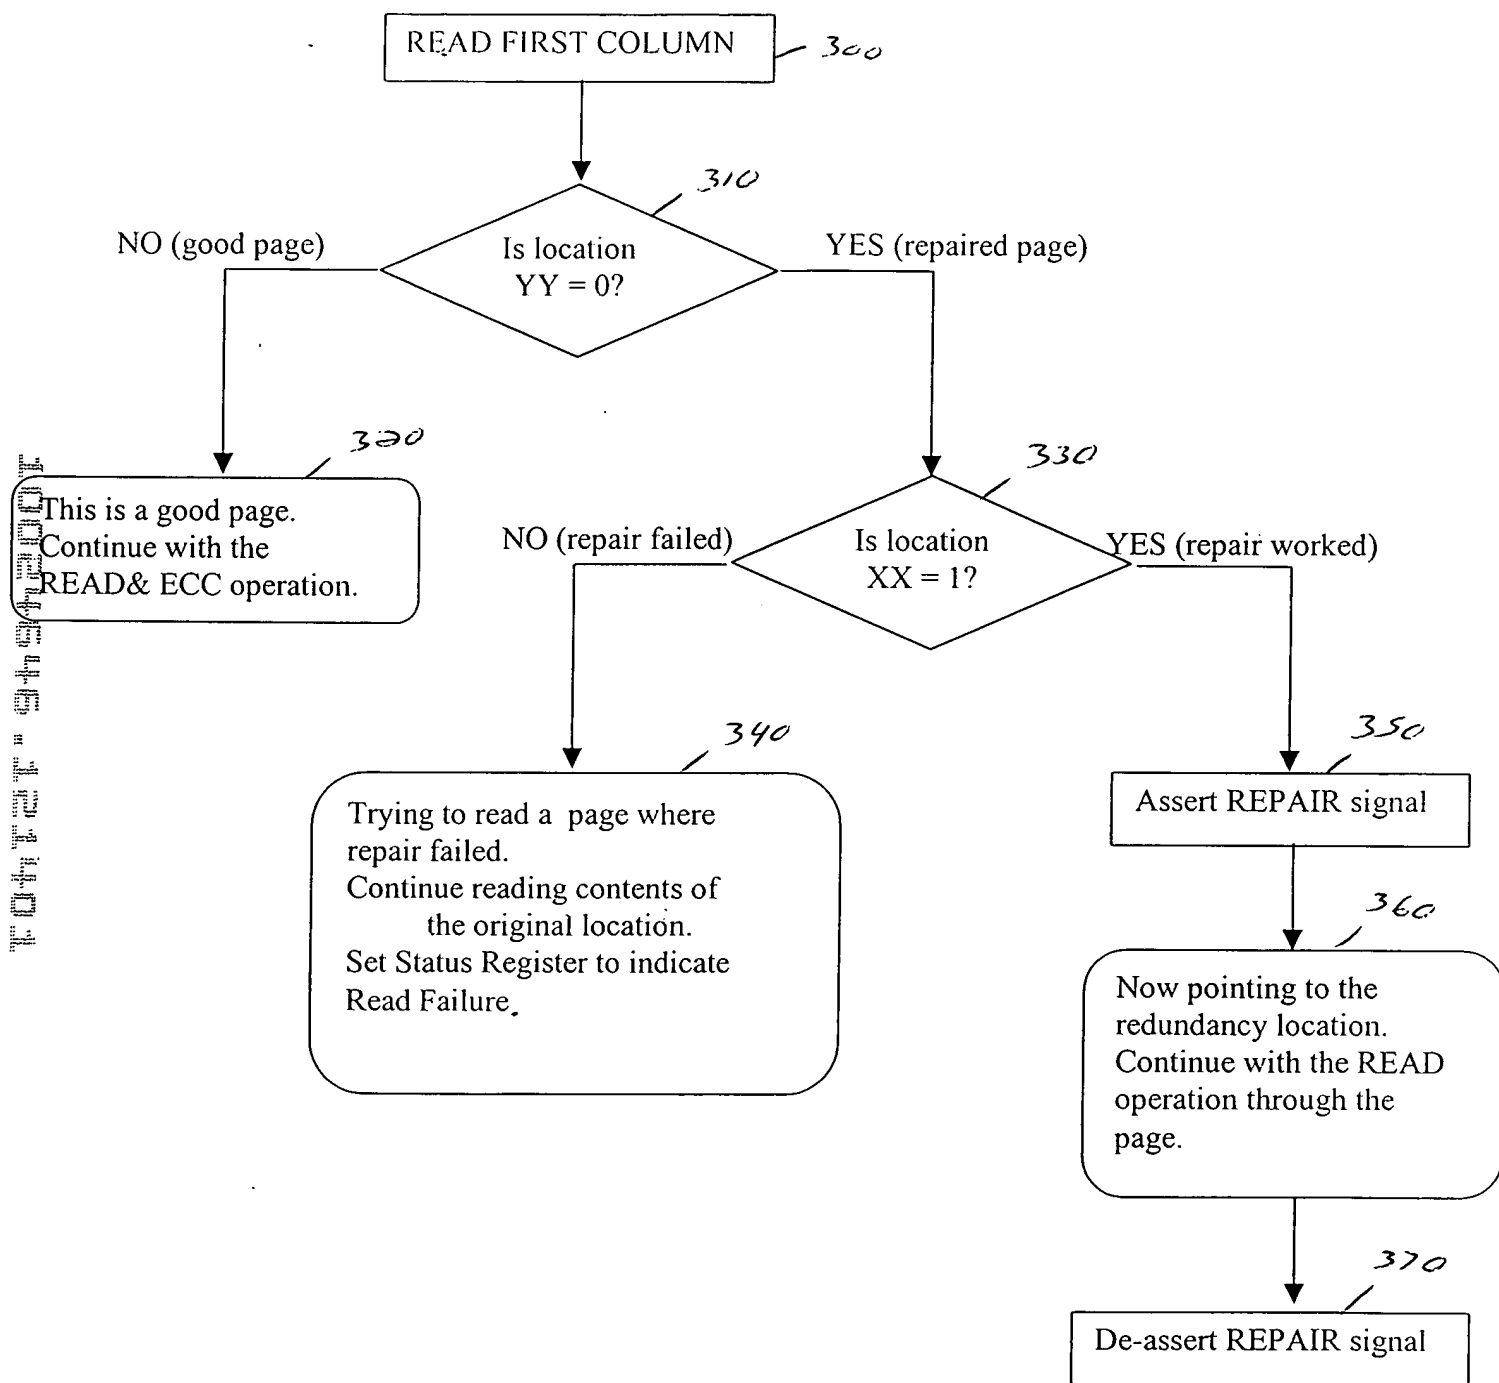 READ FIRST COLUMN
300
310
NO (good page)
Is location
YY = 0?
YES (repaired page)
320
This is a good page.
Continue with the
READ& ECC operation.
330
NO (repair failed)
Is location
XX = 1?
YES (repair worked)
340
Trying to read a page where
repair failed.
Continue reading contents of
the original location.
Set Status Register to indicate
Read Failure.
350
Assert REPAIR signal
360
Now pointing to the
redundancy location.
Continue with the READ
operation through the
page.
370
De-assert REPAIR signal
10024646.121401